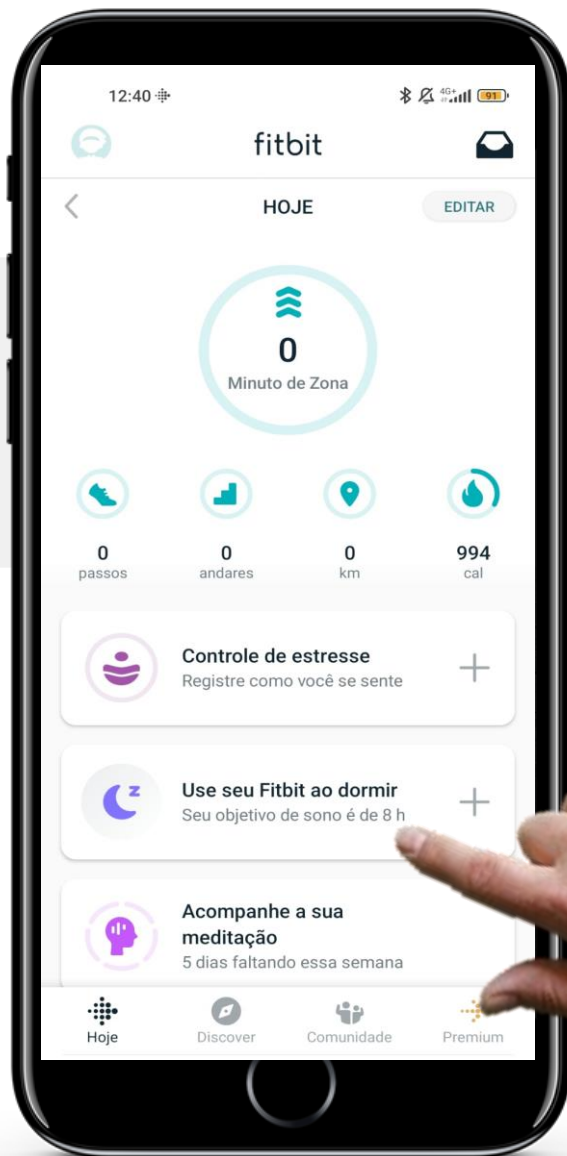 12:40
4G+
91
fitbit
HOJE
EDITAR
0
Minuto de Zona
0
passos
0
andares
0
km
994
cal
Controle de estresse
Registre como você se sente
z
Use seu Fitbit ao dormir
Seu objetivo de sono é de 8 h
Acompanhe a sua
meditação
5 dias faltando essa semana
Hoje
Discover
Comunidade
Premium